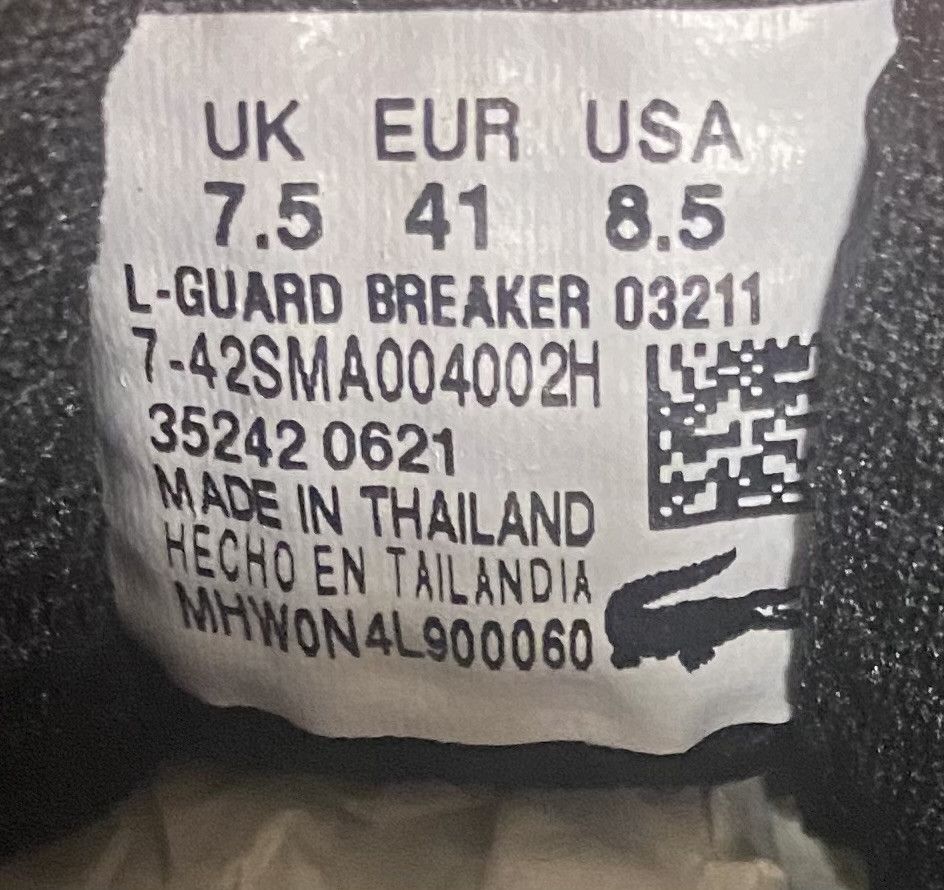 UK EUR USA
7.5 41 8.5
L-GUARD BREAKER 03211
7-42SMA004002H
35242 0621
MADE IN THAILAND
HECHO EN TAILANDIA
MHW0N4L900060